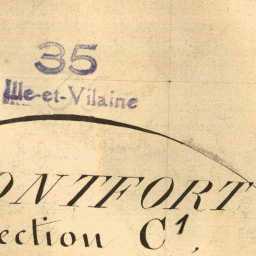 35
Ille-et-Vilaine
ONTFORT
ection C¹,